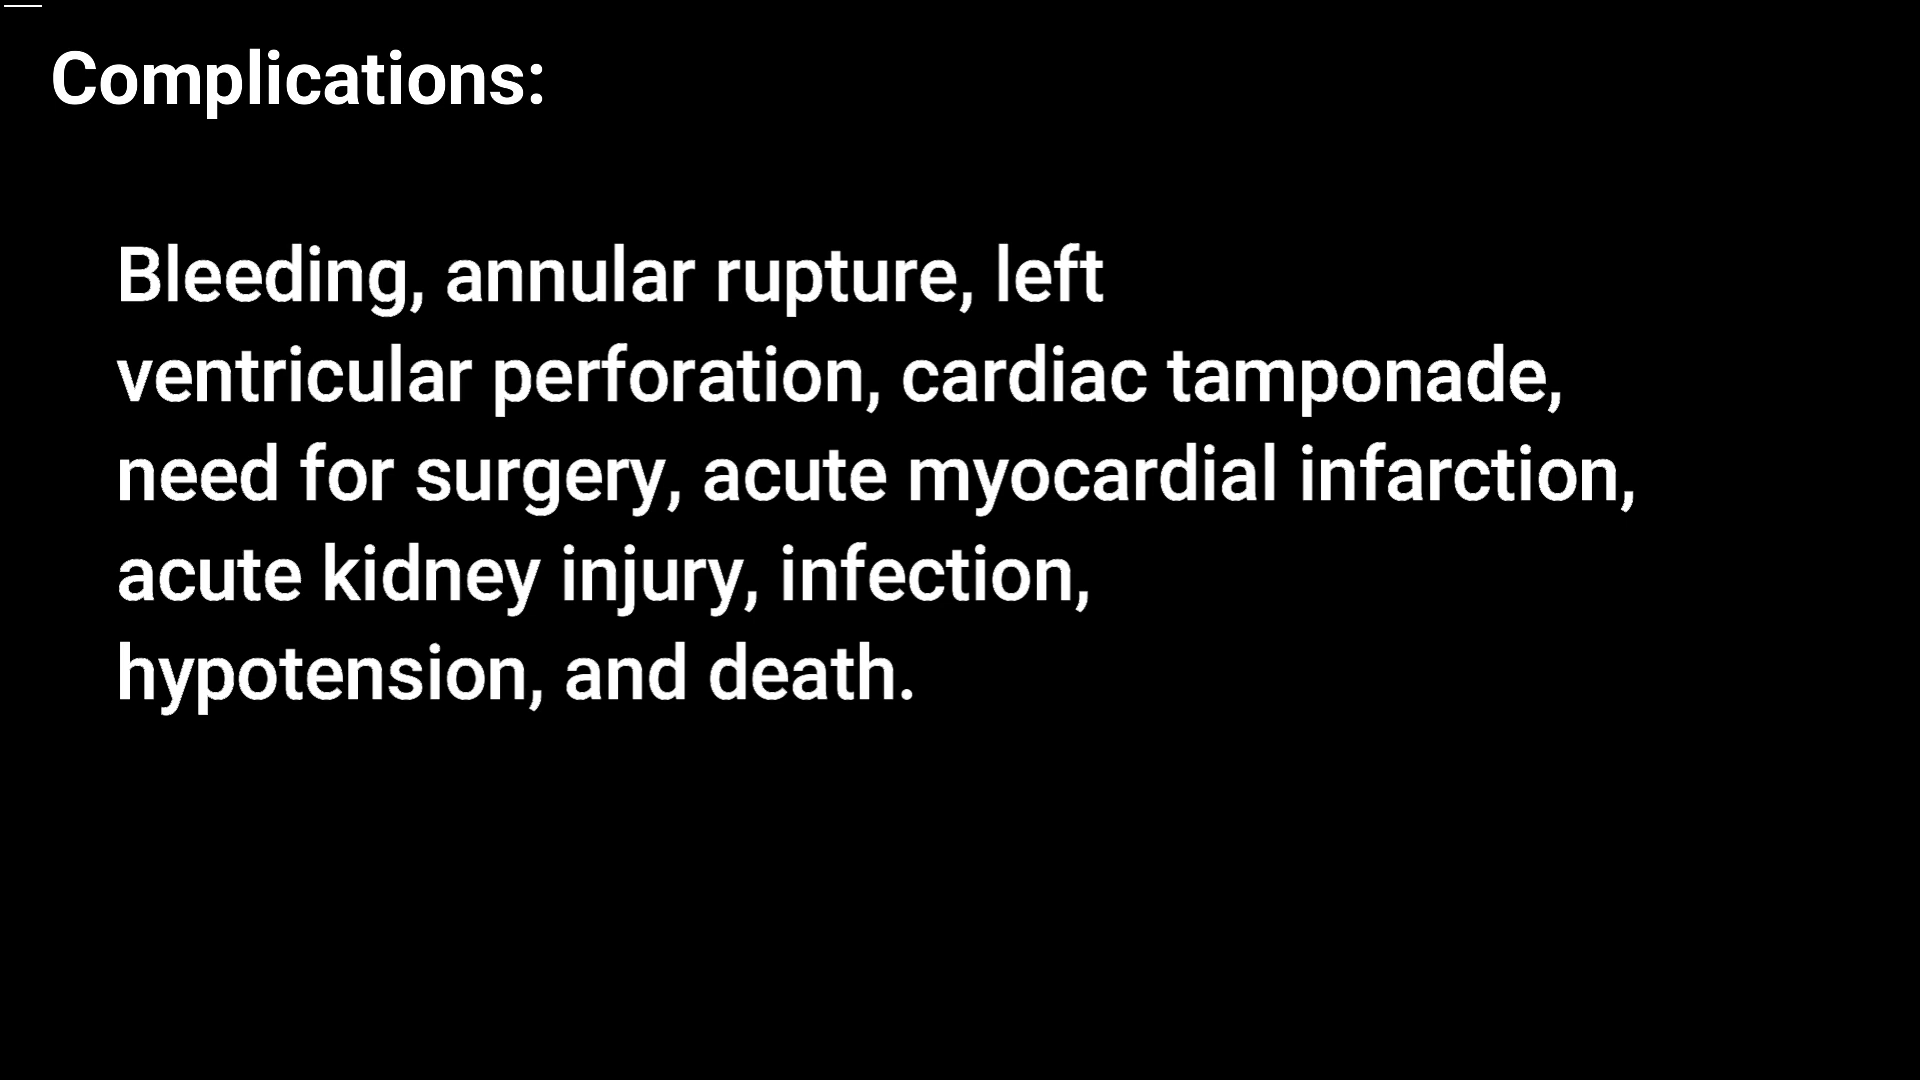 Complications:
Bleeding, annular rupture, left
ventricular perforation, cardiac tamponade,
need for surgery, acute myocardial infarction,
acute kidney injury, infection,
hypotension, and death.